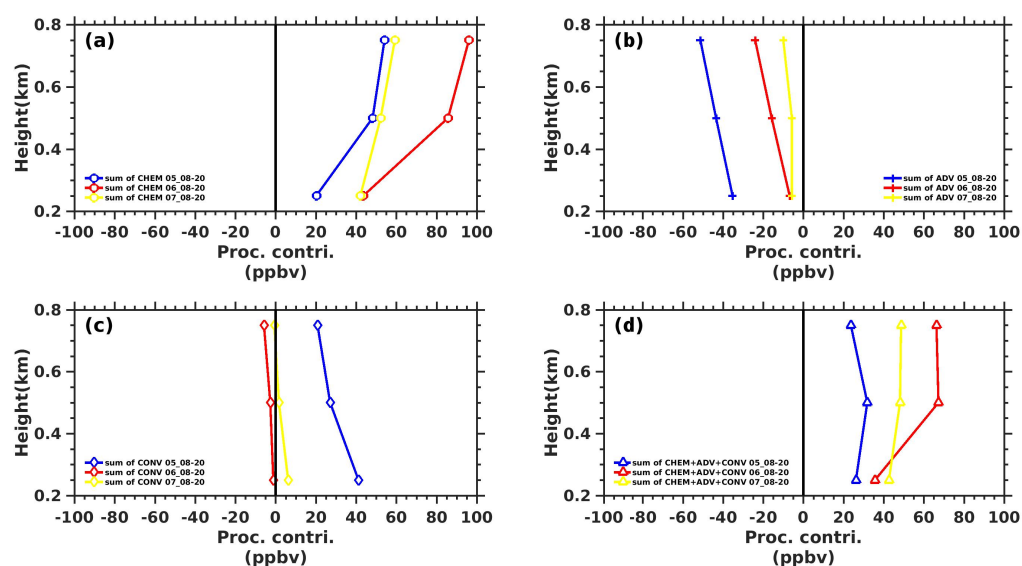 (a)
0.8
0.6
0.4
0.2
Height(km)
sum of CHEM 05_08-20
sum of CHEM 06_08-20
sum of CHEM 07_08-20
-100 -80 -60 -40 -20 0 20 40 60 80 100
Proc. contri.
(ppbv)
(b)
0.8
0.6
0.4
0.2
Height(km)
sum of ADV 05_08-20
sum of ADV 06_08-20
sum of ADV 07_08-20
-100 -80 -60 -40 -20 0 20 40 60 80 100
Proc. contri.
(ppbv)
(c)
0.8
0.6
0.4
0.2
Height(km)
sum of CONV 05_08-20
sum of CONV 06_08-20
sum of CONV 07_08-20
-100 -80 -60 -40 -20 0 20 40 60 80 100
Proc. contri.
(ppbv)
(d)
0.8
0.6
0.4
0.2
Height(km)
sum of CHEM+ADV+CONV 05_08-20
sum of CHEM+ADV+CONV 06_08-20
sum of CHEM+ADV+CONV 07_08-20
-100 -80 -60 -40 -20 0 20 40 60 80 100
Proc. contri.
(ppbv)